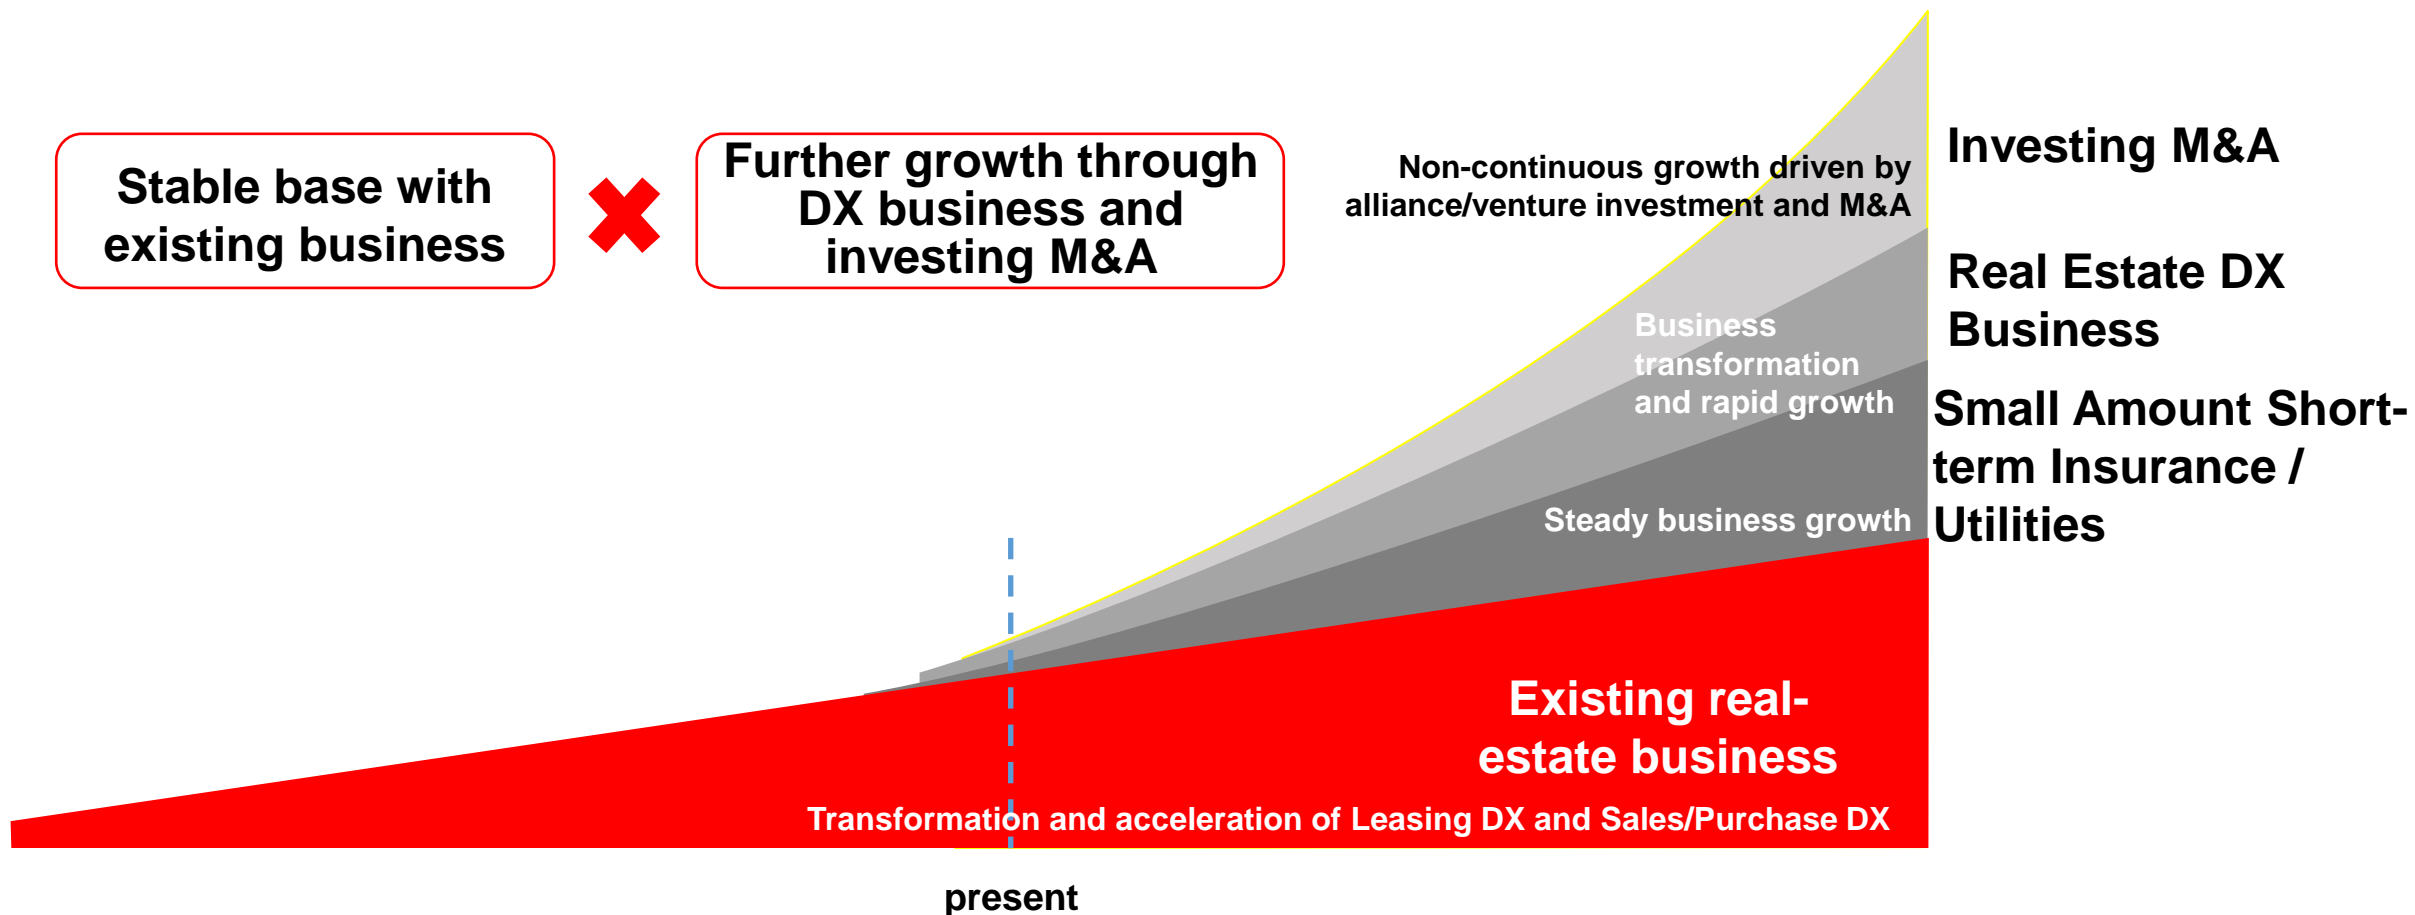 Stable base with
existing business
Further growth through
DX business and
investing M&A
Non-continuous growth driven by
alliance/venture investment and M&A
Investing M&A
Real Estate DX
Business
Business
transformation
and rapid growth
Small Amount Short-
term Insurance /
Utilities
Steady business growth
Existing real-
estate business
Transformation and acceleration of Leasing DX and Sales/Purchase DX
present